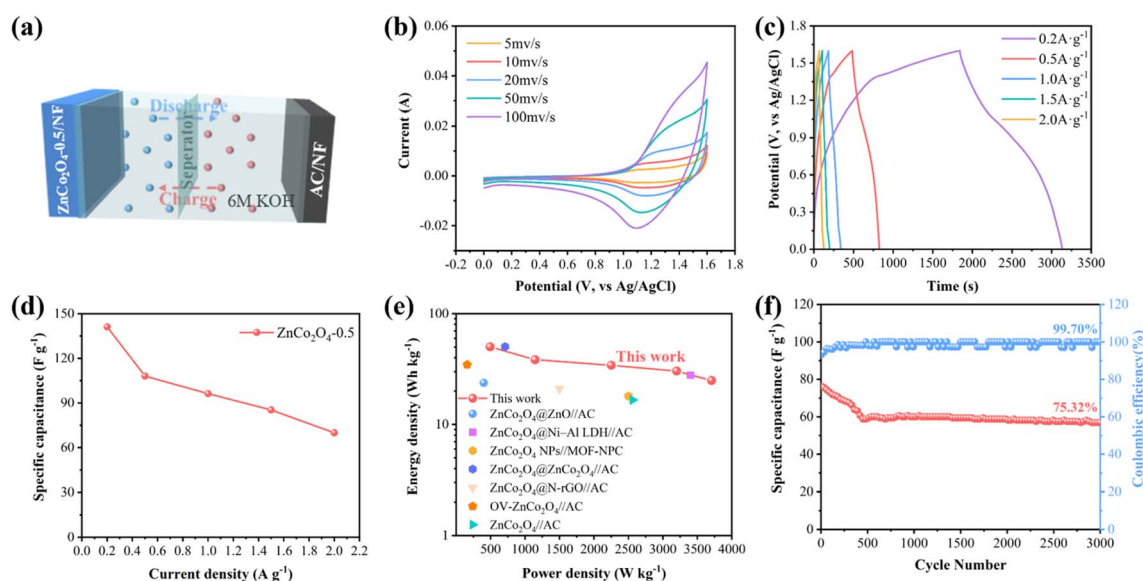 (a)
ZnCo₂O₄-0.5/NF
Discharge
Seperator
Charge
6M KOH
AC/NF
(b)
5mv/s
10mv/s
20mv/s
50mv/s
100mv/s
Current (A)
0.06
0.04
0.02
0.00
-0.02
-0.2 0.0 0.2 0.4 0.6 0.8 1.0 1.2 1.4 1.6 1.8
Potential (V, vs Ag/AgCl)
(c)
0.2A·g⁻¹
0.5A·g⁻¹
1.0A·g⁻¹
1.5A·g⁻¹
2.0A·g⁻¹
Potential (V, vs Ag/AgCl)
1.8
1.5
1.2
0.9
0.6
0.3
0.0
0 500 1000 1500 2000 2500 3000 3500
Time (s)
(d)
ZnCo₂O₄-0.5
Specific capacitance (F g⁻¹)
150
120
90
60
30
0
0.0 0.2 0.4 0.6 0.8 1.0 1.2 1.4 1.6 1.8 2.0 2.2
Current density (A g⁻¹)
(e)
This work
This work
ZnCo₂O₄@ZnO//AC
ZnCo₂O₄@Ni–Al LDH//AC
ZnCo₂O₄ NPs//MOF-NPC
ZnCo₂O₄@ZnCo₂O₄//AC
ZnCo₂O₄@N-rGO//AC
OV-ZnCo₂O₄//AC
ZnCo₂O₄//AC
Energy density (Wh kg⁻¹)
100
10
1
500 1000 1500 2000 2500 3000 3500 4000
Power density (W kg⁻¹)
(f)
99.70%
75.32%
Specific capacitance (F g⁻¹)
120
100
80
60
40
20
0
0 500 1000 1500 2000 2500 3000
Cycle Number
120
100
80
60
40
20
0
Coulombic efficiency(%)